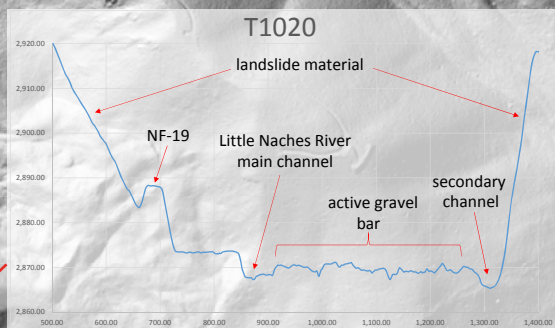 T1020
2,920.00
2,910.00
2,900.00
2,890.00
2,880.00
2,870.00
2,860.00
landslide material
NF-19
Little Naches River
main channel
active gravel
bar
secondary
channel
500.00 600.00 700.00 800.00 900.00 1,000.00 1,100.00 1,200.00 1,300.00 1,400.00